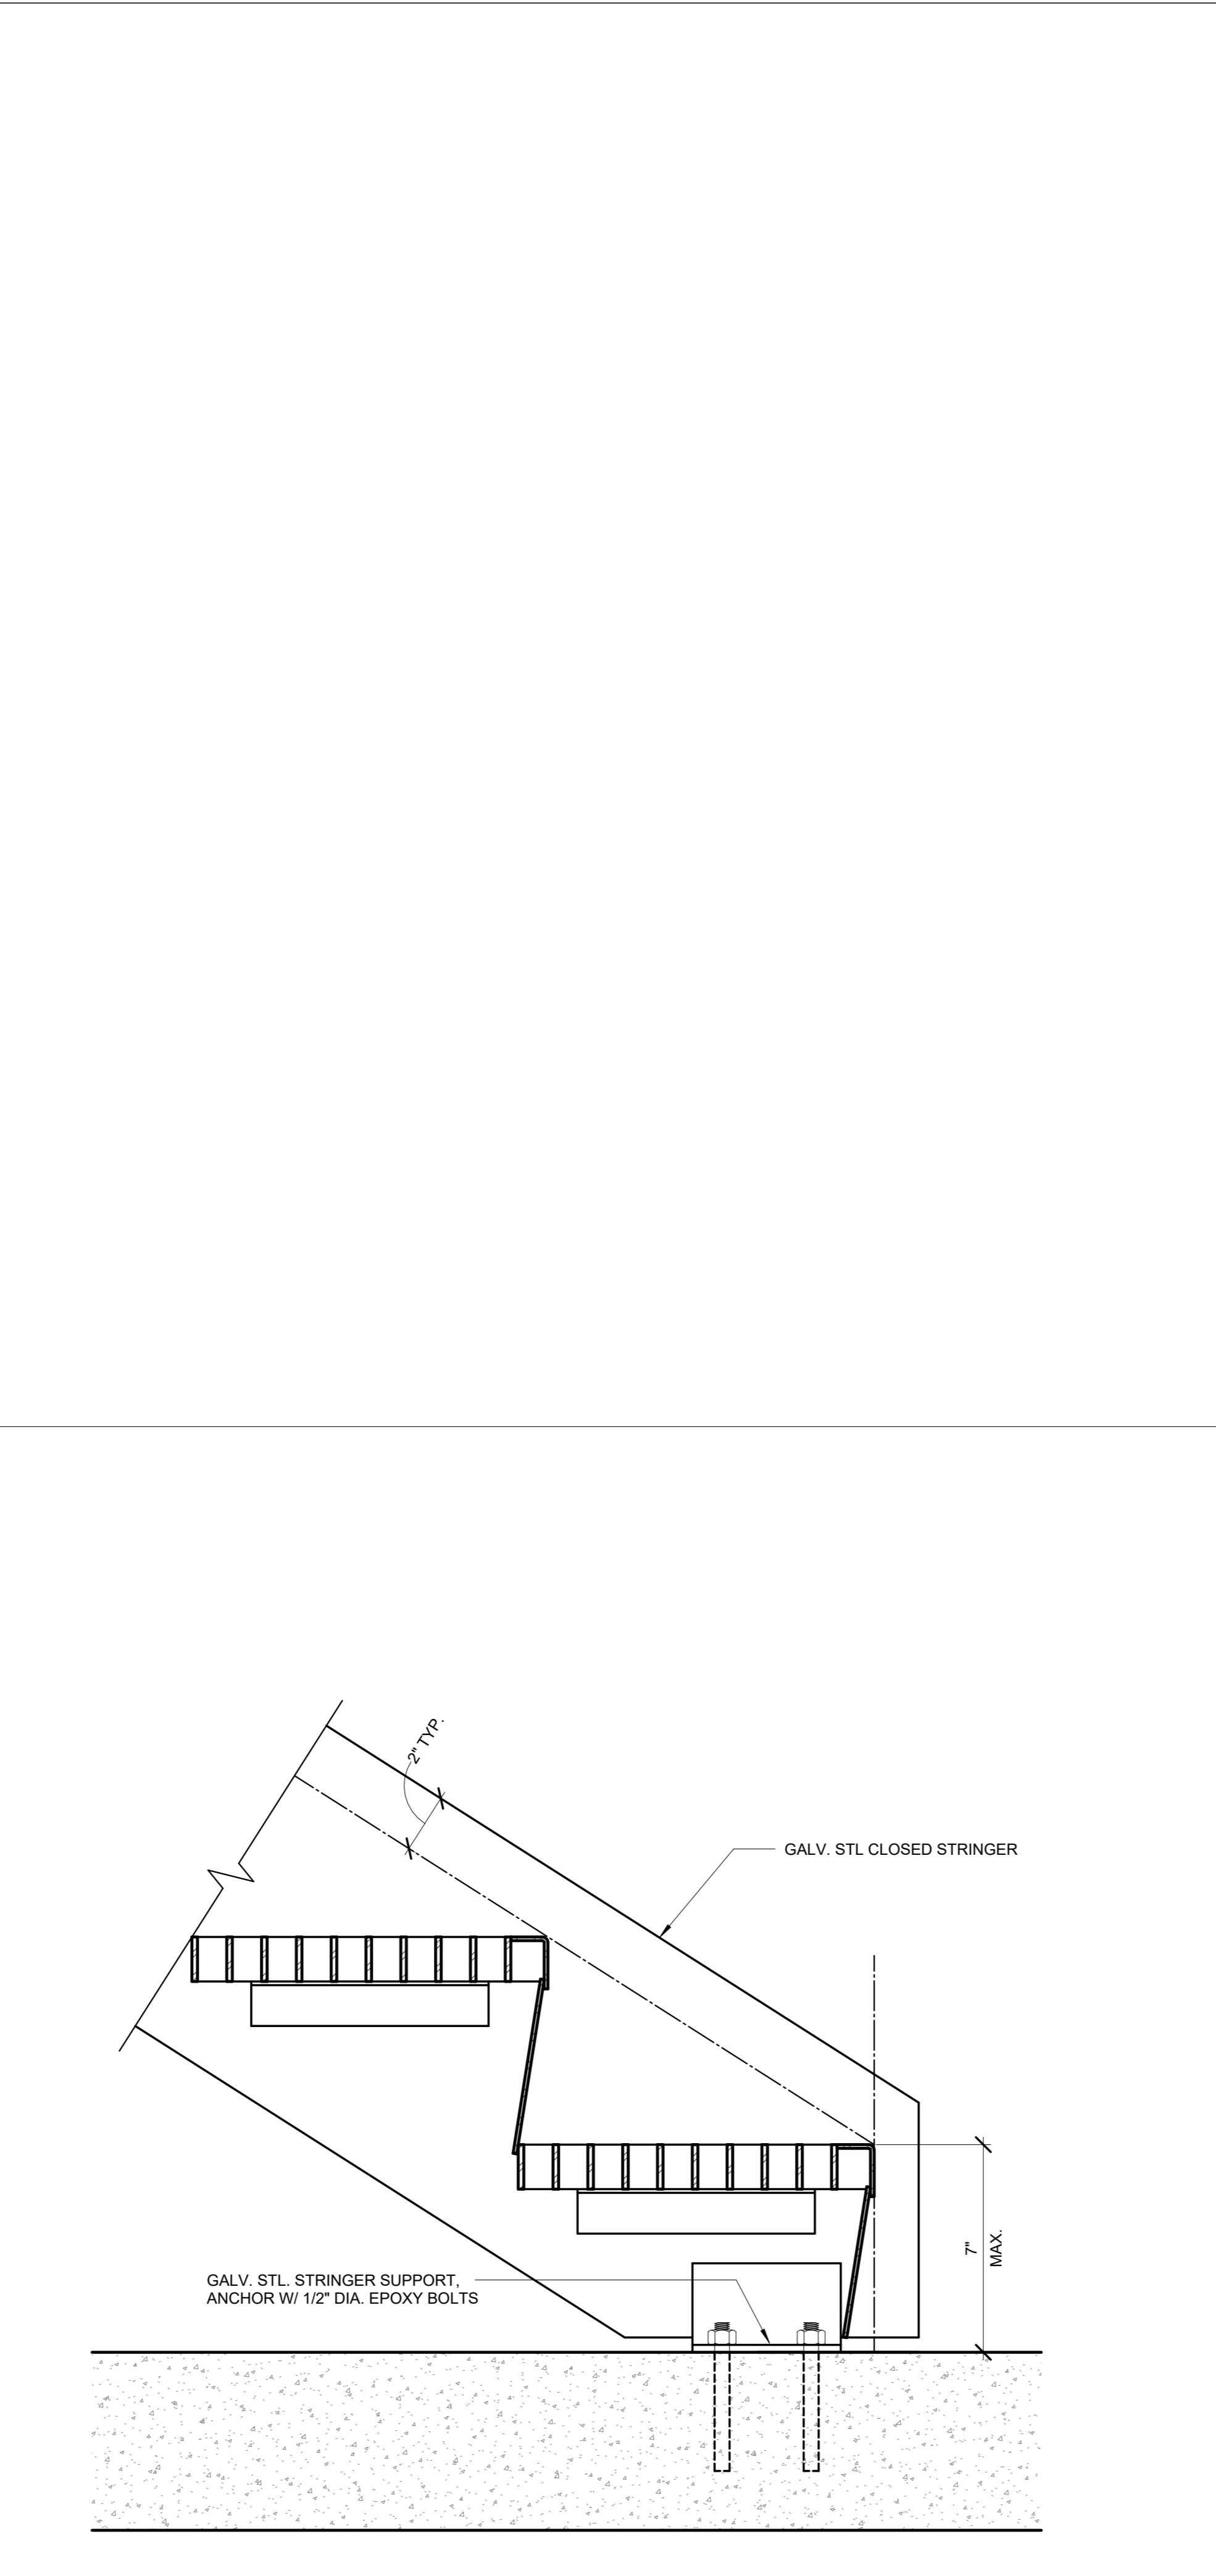 2" TYP.
GALV. STL CLOSED STRINGER
7"
MAX.
GALV. STL. STRINGER SUPPORT,
ANCHOR W/ 1/2" DIA. EPOXY BOLTS